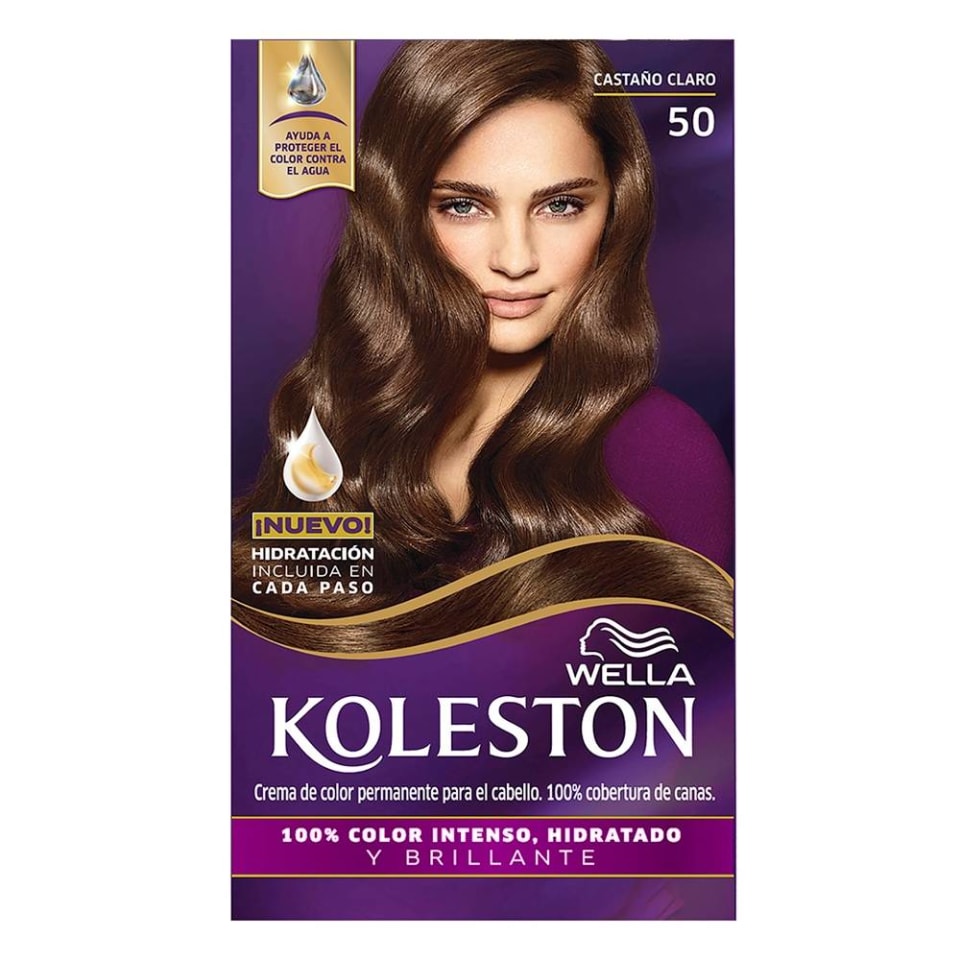 AYUDA A
PROTEGER EL
COLOR CONTRA
EL AGUA
CASTAÑO CLARO
50
¡NUEVO!
HIDRATACIÓN
INCLUIDA EN
CADA PASO
WELLA
KOLESTON
Crema de color permanente para el cabello. 100% cobertura de canas.
100% COLOR INTENSO, HIDRATADO
Y BRILLANTE